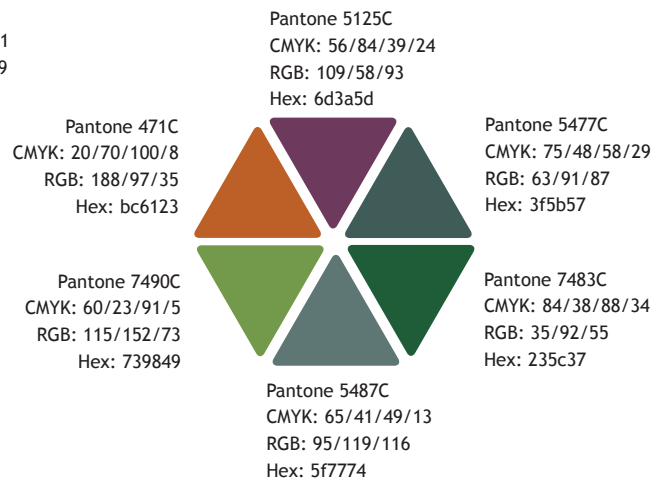 1
9
Pantone 5125C
CMYK: 56/84/39/24
RGB: 109/58/93
Hex: 6d3a5d
Pantone 471C
CMYK: 20/70/100/8
RGB: 188/97/35
Hex: bc6123
Pantone 5477C
CMYK: 75/48/58/29
RGB: 63/91/87
Hex: 3f5b57
Pantone 7490C
CMYK: 60/23/91/5
RGB: 115/152/73
Hex: 739849
Pantone 7483C
CMYK: 84/38/88/34
RGB: 35/92/55
Hex: 235c37
Pantone 5487C
CMYK: 65/41/49/13
RGB: 95/119/116
Hex: 5f7774